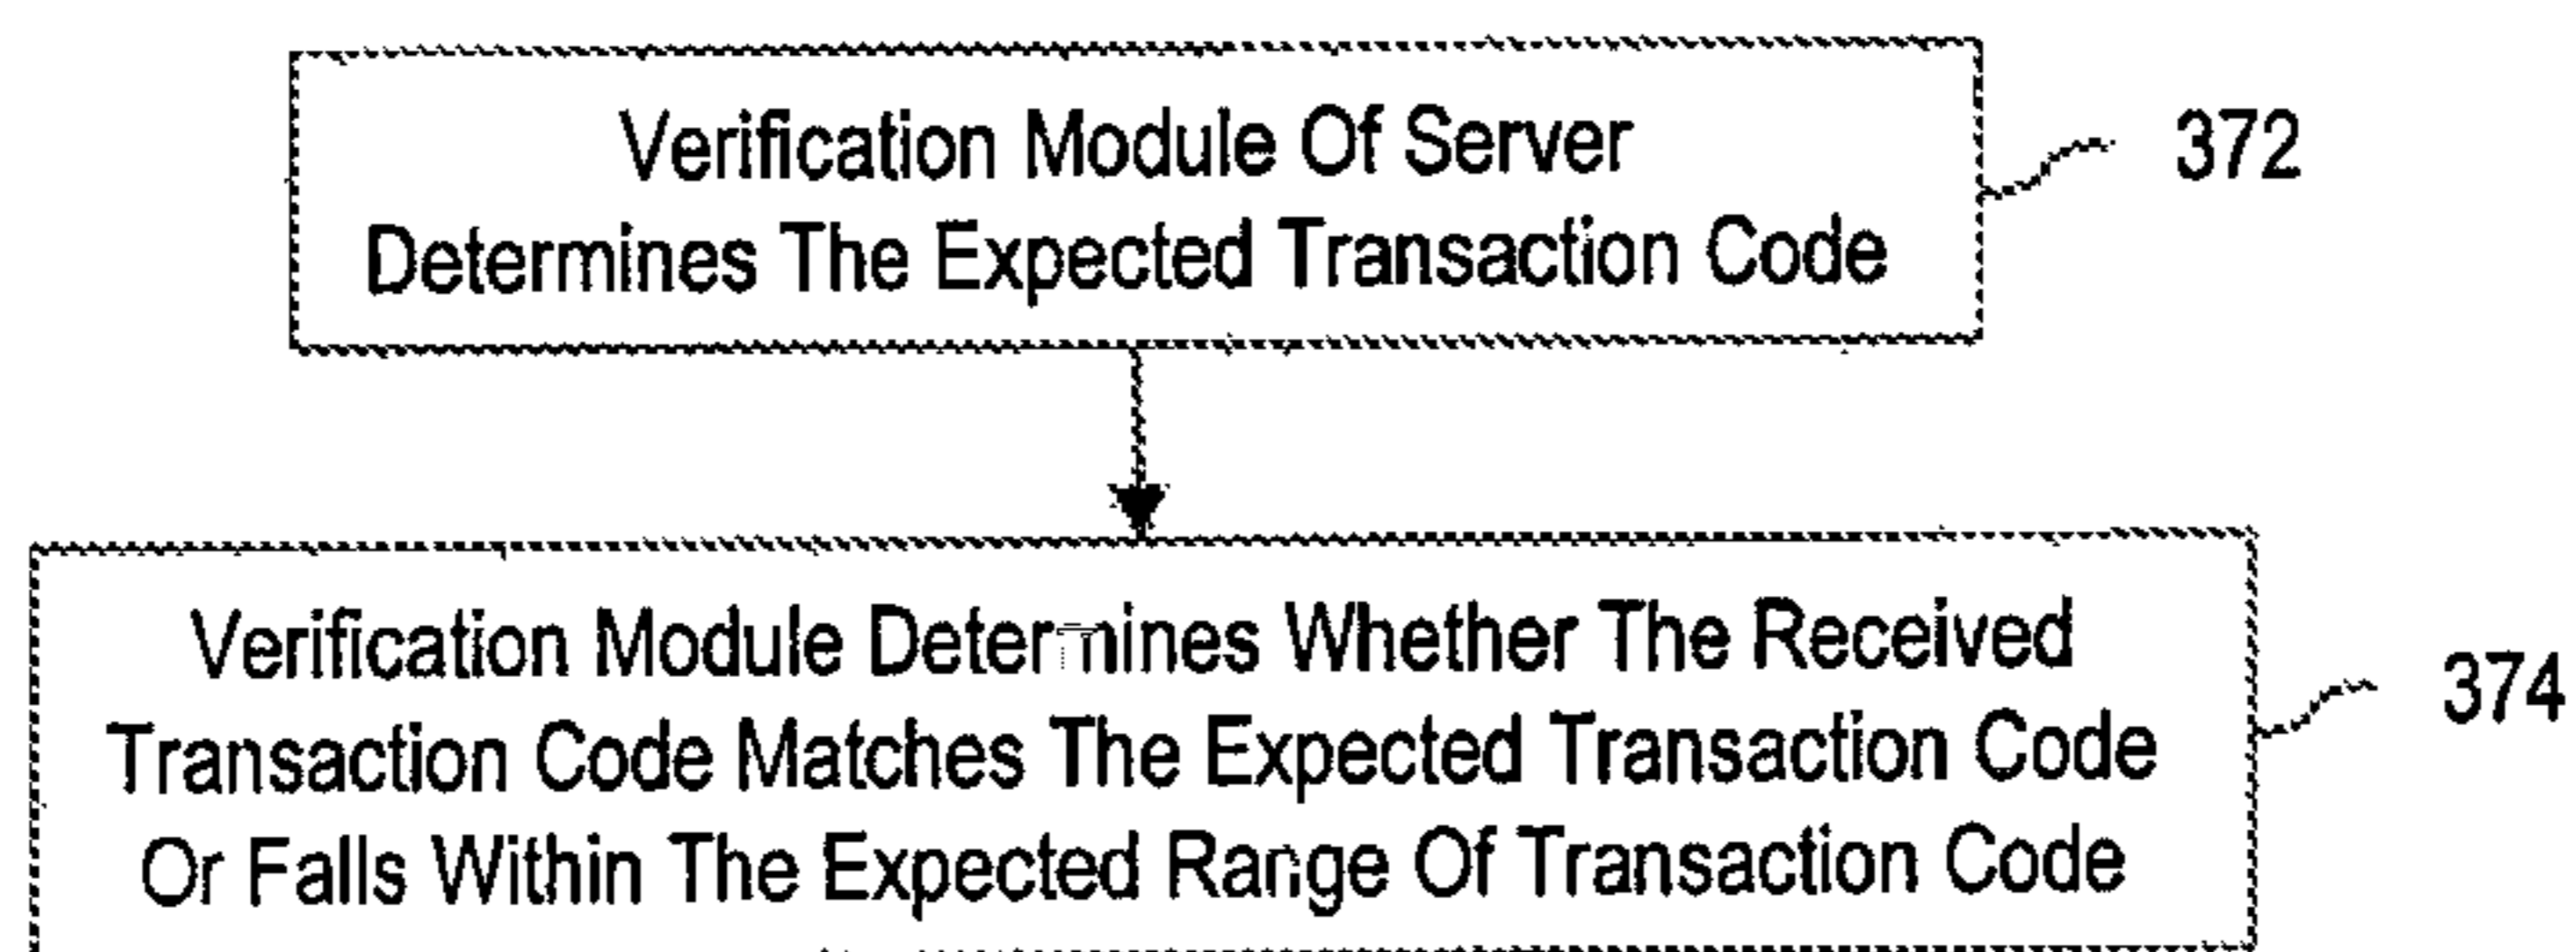 Verification Module Of Server
Determines The Expected Transaction Code
372
Verification Module Determines Whether The Received
Transaction Code Matches The Expected Transaction Code
Or Falls Within The Expected Range Of Transaction Code
374